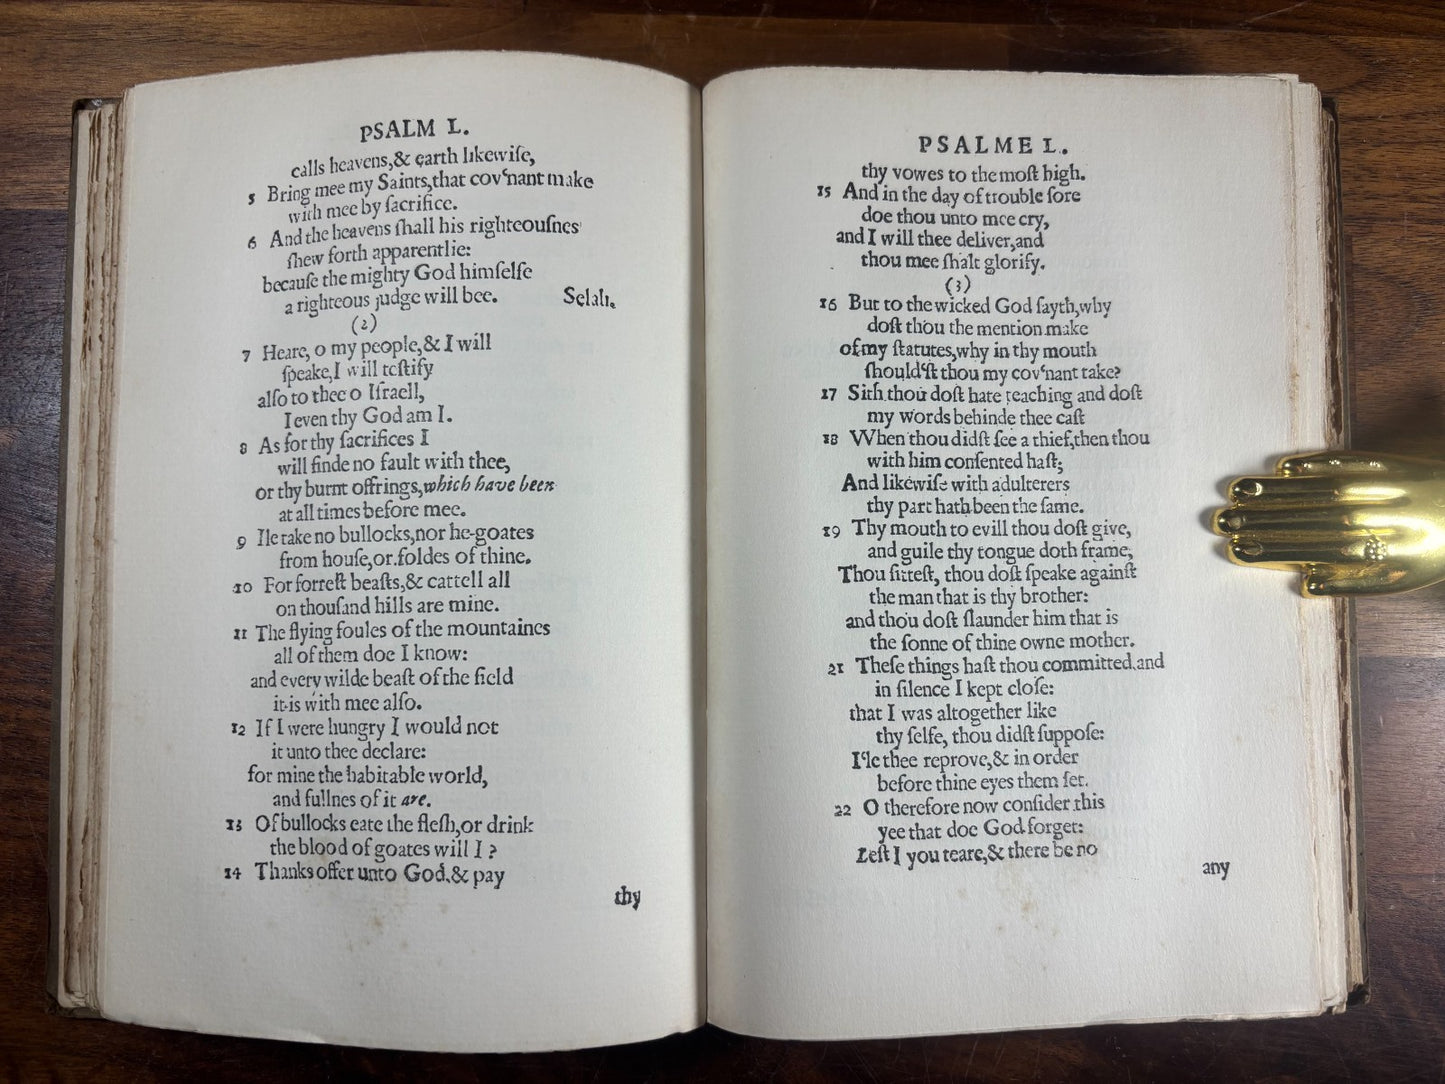 PSALM L.
calls heavens,& earth likewiſe,
5 Bring mee my Saints,that cov'nant make
with mee by ſacrifice.
6 And the heavens ſhall his righteouſnes
ſhew forth apparentlie:
becauſe the mighty God himſelfe
a righteous judge will bee. Selah.
(2)
7 Heare, o my people,& I will
ſpeake,I will teſtify
alſo to thee o Iſraell,
I even thy God am I.
8 As for thy ſacrifices I
will finde no fault with thee,
or thy burnt offrings,which have been
at all times before mee.
9 Ile take no bullocks,nor he-goates
from houſe,or foldes of thine.
10 For forreſt beaſts,& cattell all
on thouſand hills are mine.
11 The flying foules of the mountaines
all of them doe I know:
and every wilde beaſt of the field
it is with mee alſo.
12 If I were hungry I would not
it unto thee declare:
for mine the habitable world,
and fullnes of it are.
13 Of bullocks eate the fleſh,or drink
the blood of goates will I ?
14 Thanks offer unto God,& pay
thy
PSALME L.
thy vowes to the moſt high.
15 And in the day of trouble ſore
doe thou unto mee cry,
and I will thee deliver,and
thou mee ſhalt glorify.
(3)
16 But to the wicked God ſayth,why
doſt thou the mention make
of my ſtatutes,why in thy mouth
ſhould'ſt thou my cov'nant take?
17 Sith thou doſt hate teaching and doſt
my words behinde thee caſt
18 When thou didſt ſee a thief,then thou
with him conſented haſt;
And likewiſe with adulterers
thy part hath been the ſame.
19 Thy mouth to evill thou doſt give,
and guile thy tongue doth frame,
Thou ſitteſt, thou doſt ſpeake againſt
the man that is thy brother:
and thou doſt ſlaunder him that is
the ſonne of thine owne mother.
21 Theſe things haſt thou committed,and
in ſilence I kept cloſe:
that I was altogether like
thy ſelfe, thou didſt ſuppoſe:
I'le thee reprove,& in order
before thine eyes them ſet.
22 O therefore now conſider this
yee that doe God forget:
Leſt I you teare,& there be no
any